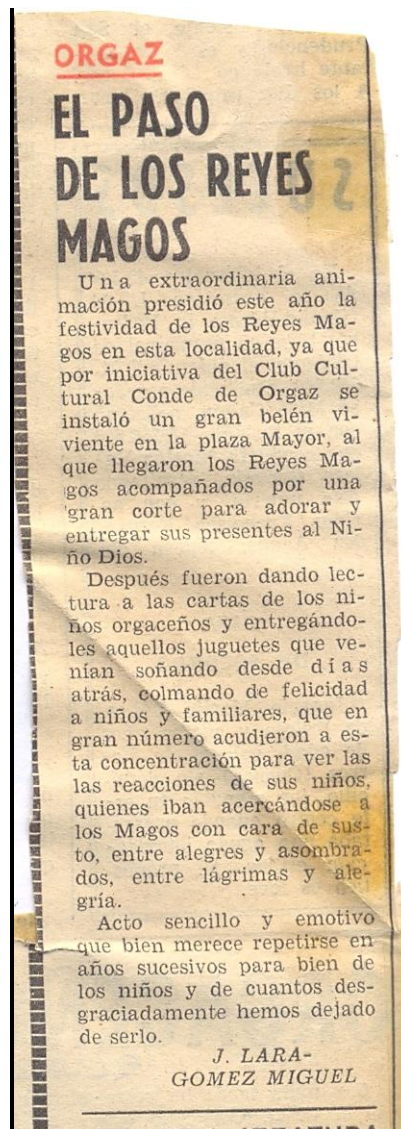 ORGAZ
EL PASO
DE LOS REYES
MAGOS
Una extraordinaria ani-
mación presidió este año la
festividad de los Reyes Ma-
gos en esta localidad, ya que
por iniciativa del Club Cul-
tural Conde de Orgaz se
instaló un gran belén vi-
viente en la plaza Mayor, al
que llegaron los Reyes Ma-
gos acompañados por una
gran corte para adorar y
entregar sus presentes al Ni-
ño Dios.
Después fueron dando lec-
tura a las cartas de los ni-
ños orgaceños y entregándo-
les aquellos juguetes que ve-
nían soñando desde días
atrás, colmando de felicidad
a niños y familiares, que en
gran número acudieron a es-
ta concentración para ver las
las reacciones de sus niños,
quienes iban acercándose a
los Magos con cara de sus-
to, entre alegres y asombra-
dos, entre lágrimas y ale-
gría.
Acto sencillo y emotivo
que bien merece repetirse en
años sucesivos para bien de
los niños y de cuantos des-
graciadamente hemos dejado
de serlo.
J. LARA-
GOMEZ MIGUEL